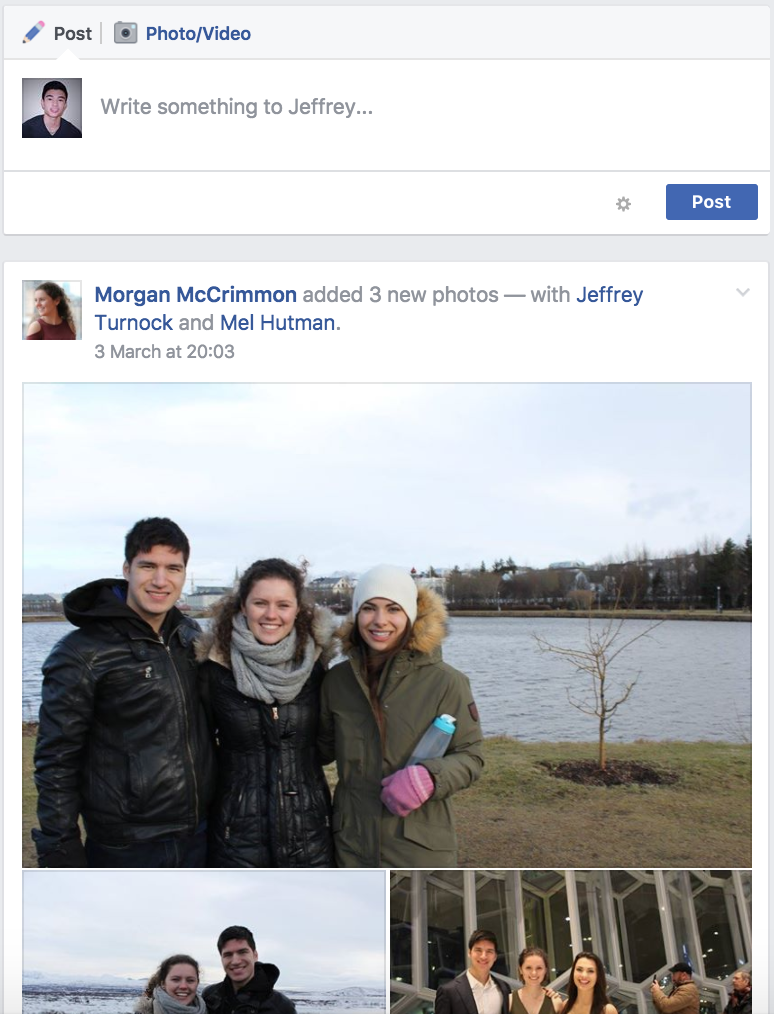 Post Photo/Video
Write something to Jeffrey...
Post
Morgan McCrimmon added 3 new photos — with Jeffrey
Turnock and Mel Hutman.
3 March at 20:03